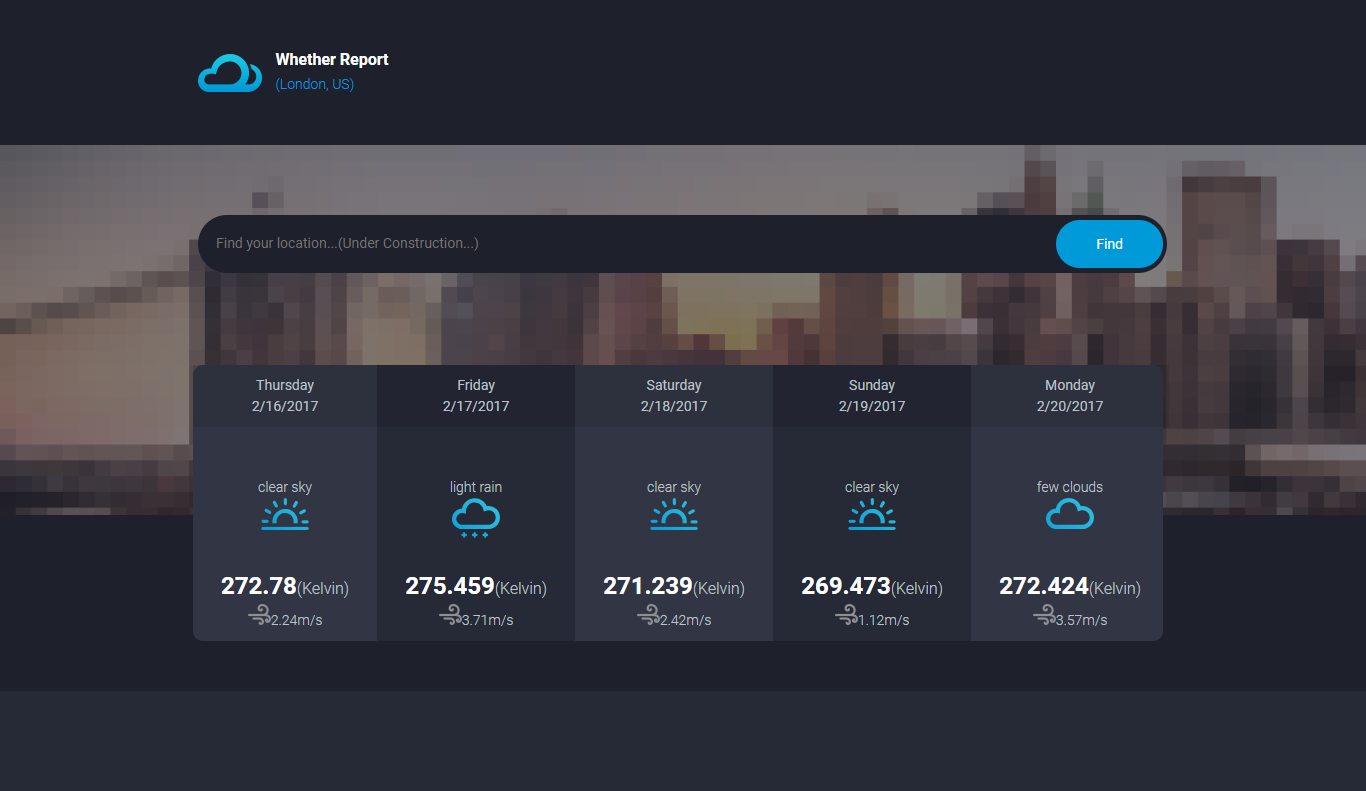 Whether Report
(London, US)
Find your location...(Under Construction...)
Find
Thursday
2/16/2017
clear sky
272.78(Kelvin)
2.24m/s
Friday
2/17/2017
light rain
275.459(Kelvin)
3.71m/s
Saturday
2/18/2017
clear sky
271.239(Kelvin)
2.42m/s
Sunday
2/19/2017
clear sky
269.473(Kelvin)
1.12m/s
Monday
2/20/2017
few clouds
272.424(Kelvin)
3.57m/s